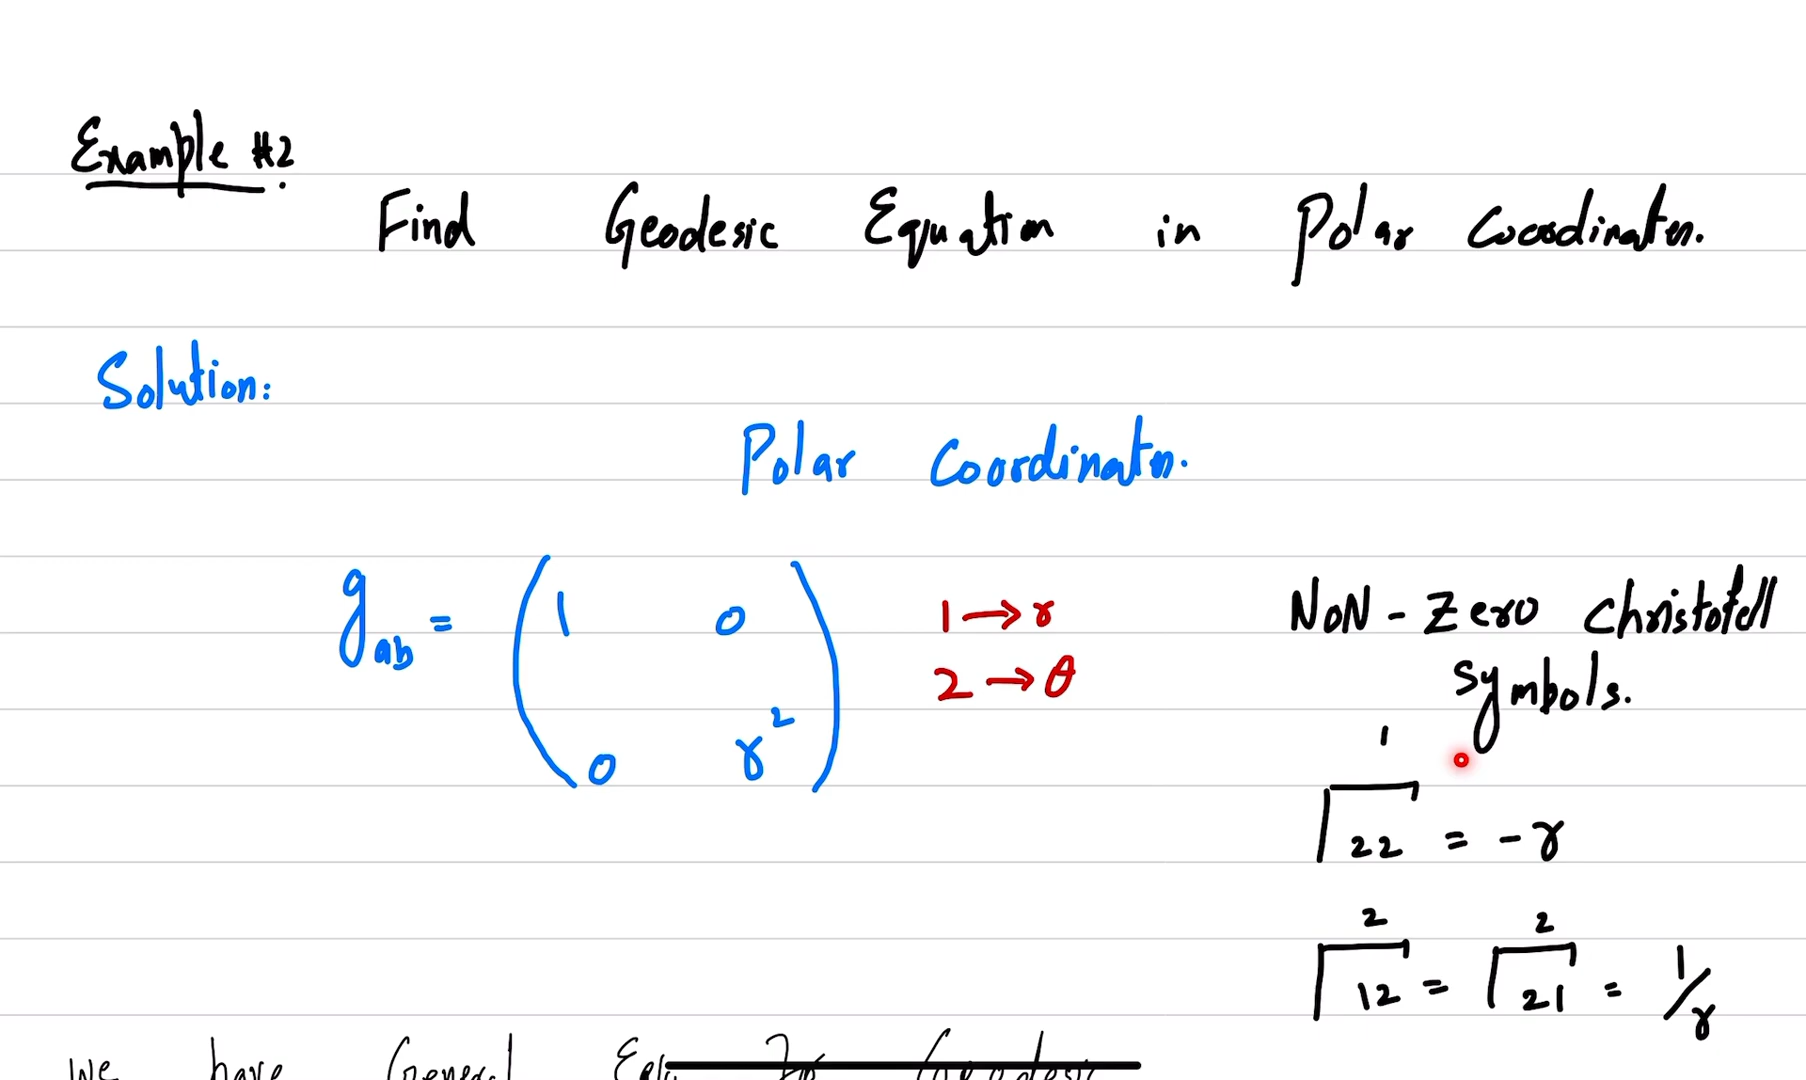 Example #2
Find Geodesic Equation in Polar Coordinates.
Solution:
Polar Coordinates.
g_ab = ( 1 0
0 r² )
1 → r
2 → θ
NoN - Zero Christofell
symbols.
Γ¹₂₂ = - r
Γ²₁₂ = Γ²₂₁ = 1/r
We have General